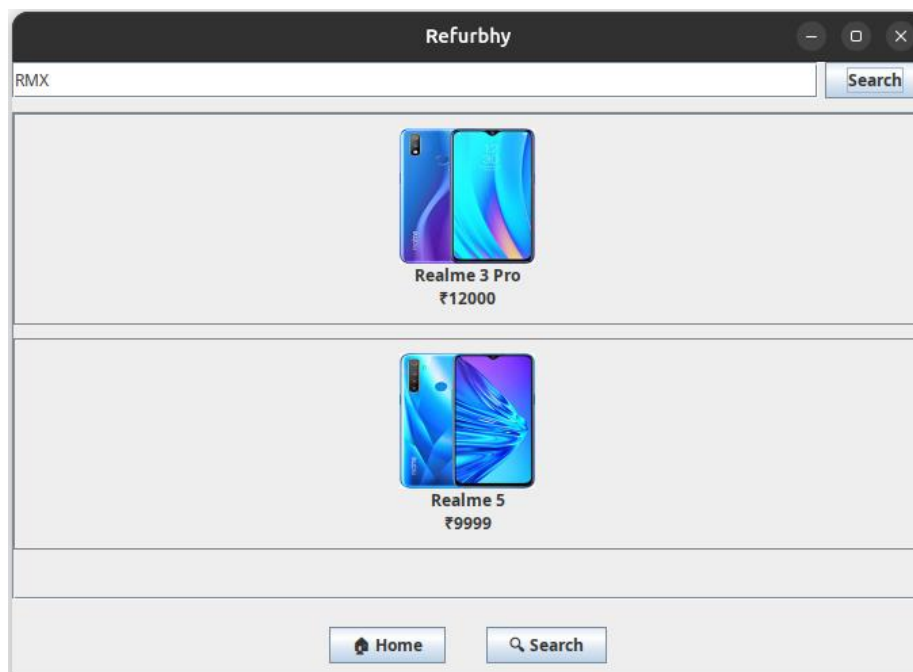 Refurbhy
RMX
Search
Realme 3 Pro
₹12000
Realme 5
₹9999
Home
Search